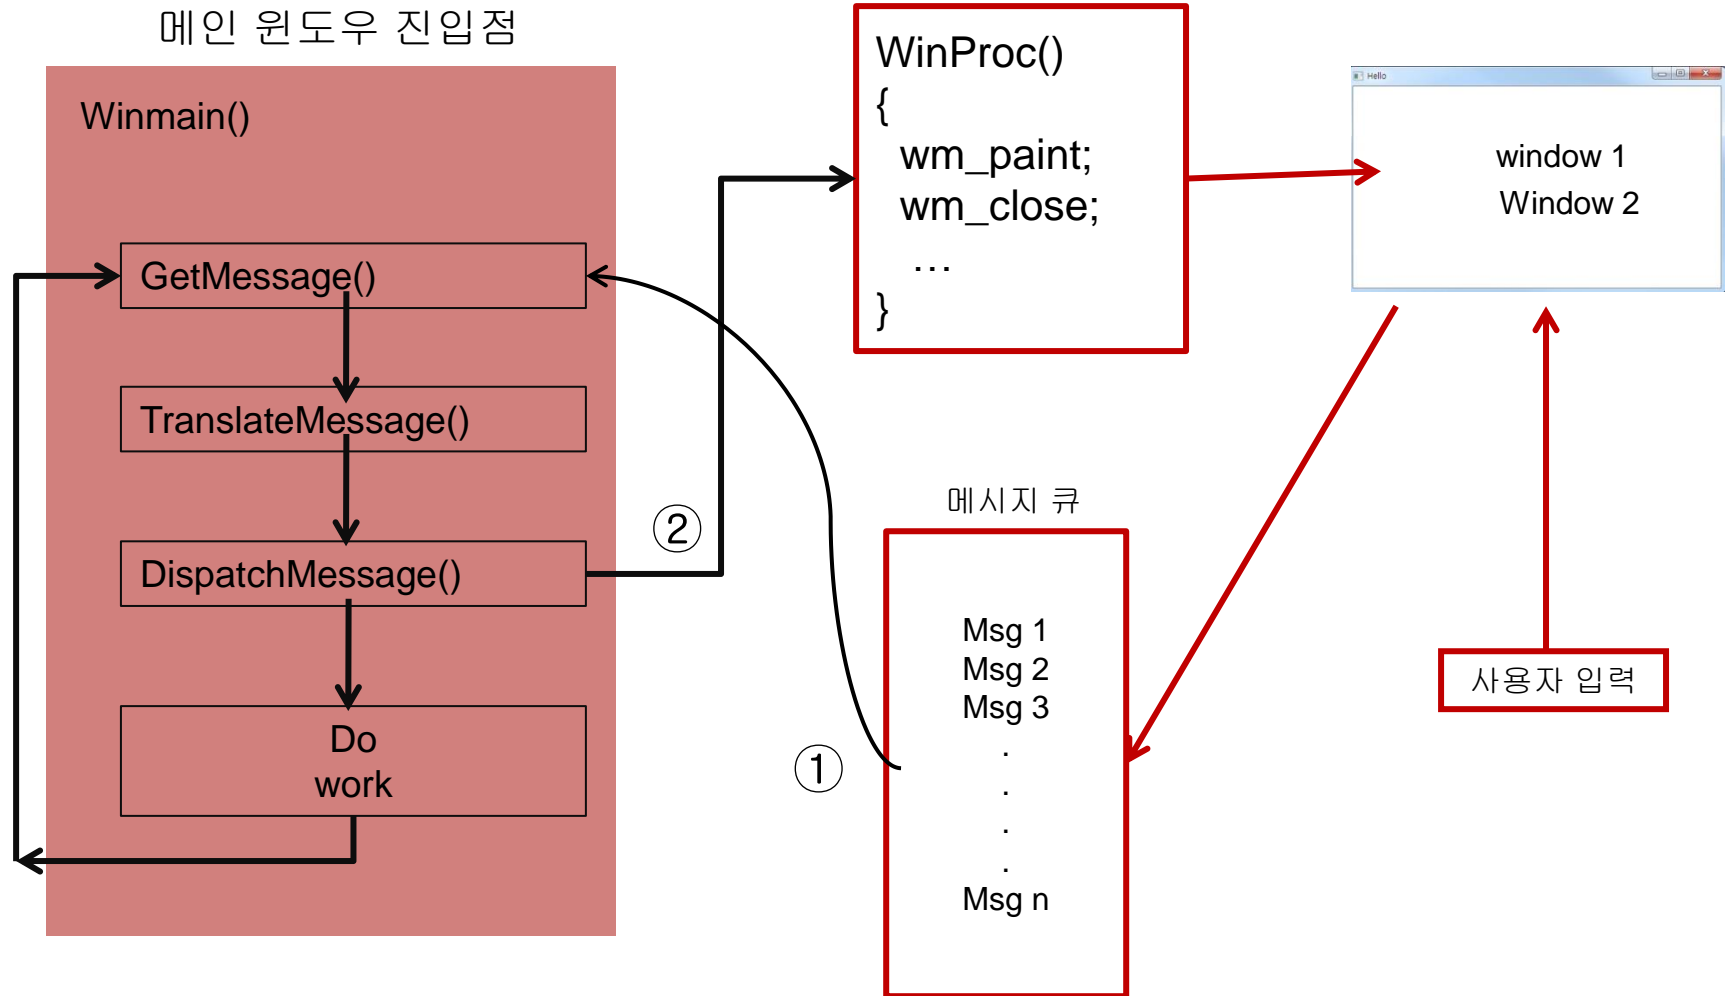 메인 윈도우 진입점
Winmain()
GetMessage()
TranslateMessage()
DispatchMessage()
Do
work
②
①
WinProc()
{
wm_paint;
wm_close;
...
}
Hello
window 1
Window 2
메시지 큐
Msg 1
Msg 2
Msg 3
.
.
.
.
Msg n
사용자 입력